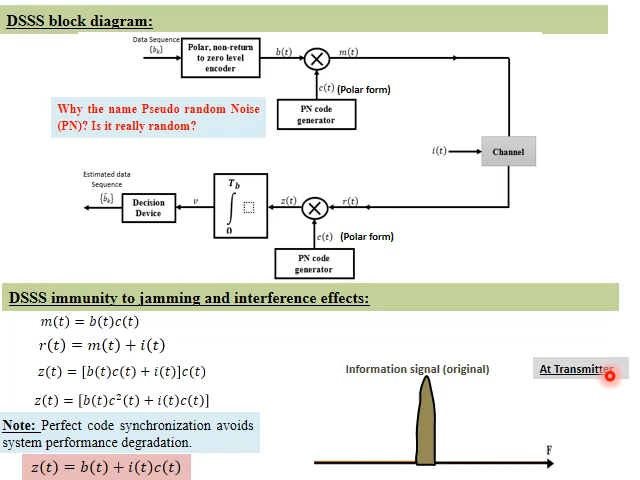 DSSS block diagram:
Data Sequence
{bₖ}
Polar, non-return
to zero level
encoder
b(t)
m(t)
c(t) (Polar form)
PN code
generator
Why the name Pseudo random Noise
(PN)? Is it really random?
i(t)
Channel
Estimated data
Sequence
{b̂ₖ}
Decision
Device
v
T_b
∫
0
z(t)
r(t)
c(t) (Polar form)
PN code
generator
DSSS immunity to jamming and interference effects:
m(t) = b(t)c(t)
r(t) = m(t) + i(t)
z(t) = [b(t)c(t) + i(t)]c(t)
z(t) = [b(t)c²(t) + i(t)c(t)]
Note: Perfect code synchronization avoids
system performance degradation.
z(t) = b(t) + i(t)c(t)
Information signal (original)
At Transmitter
F